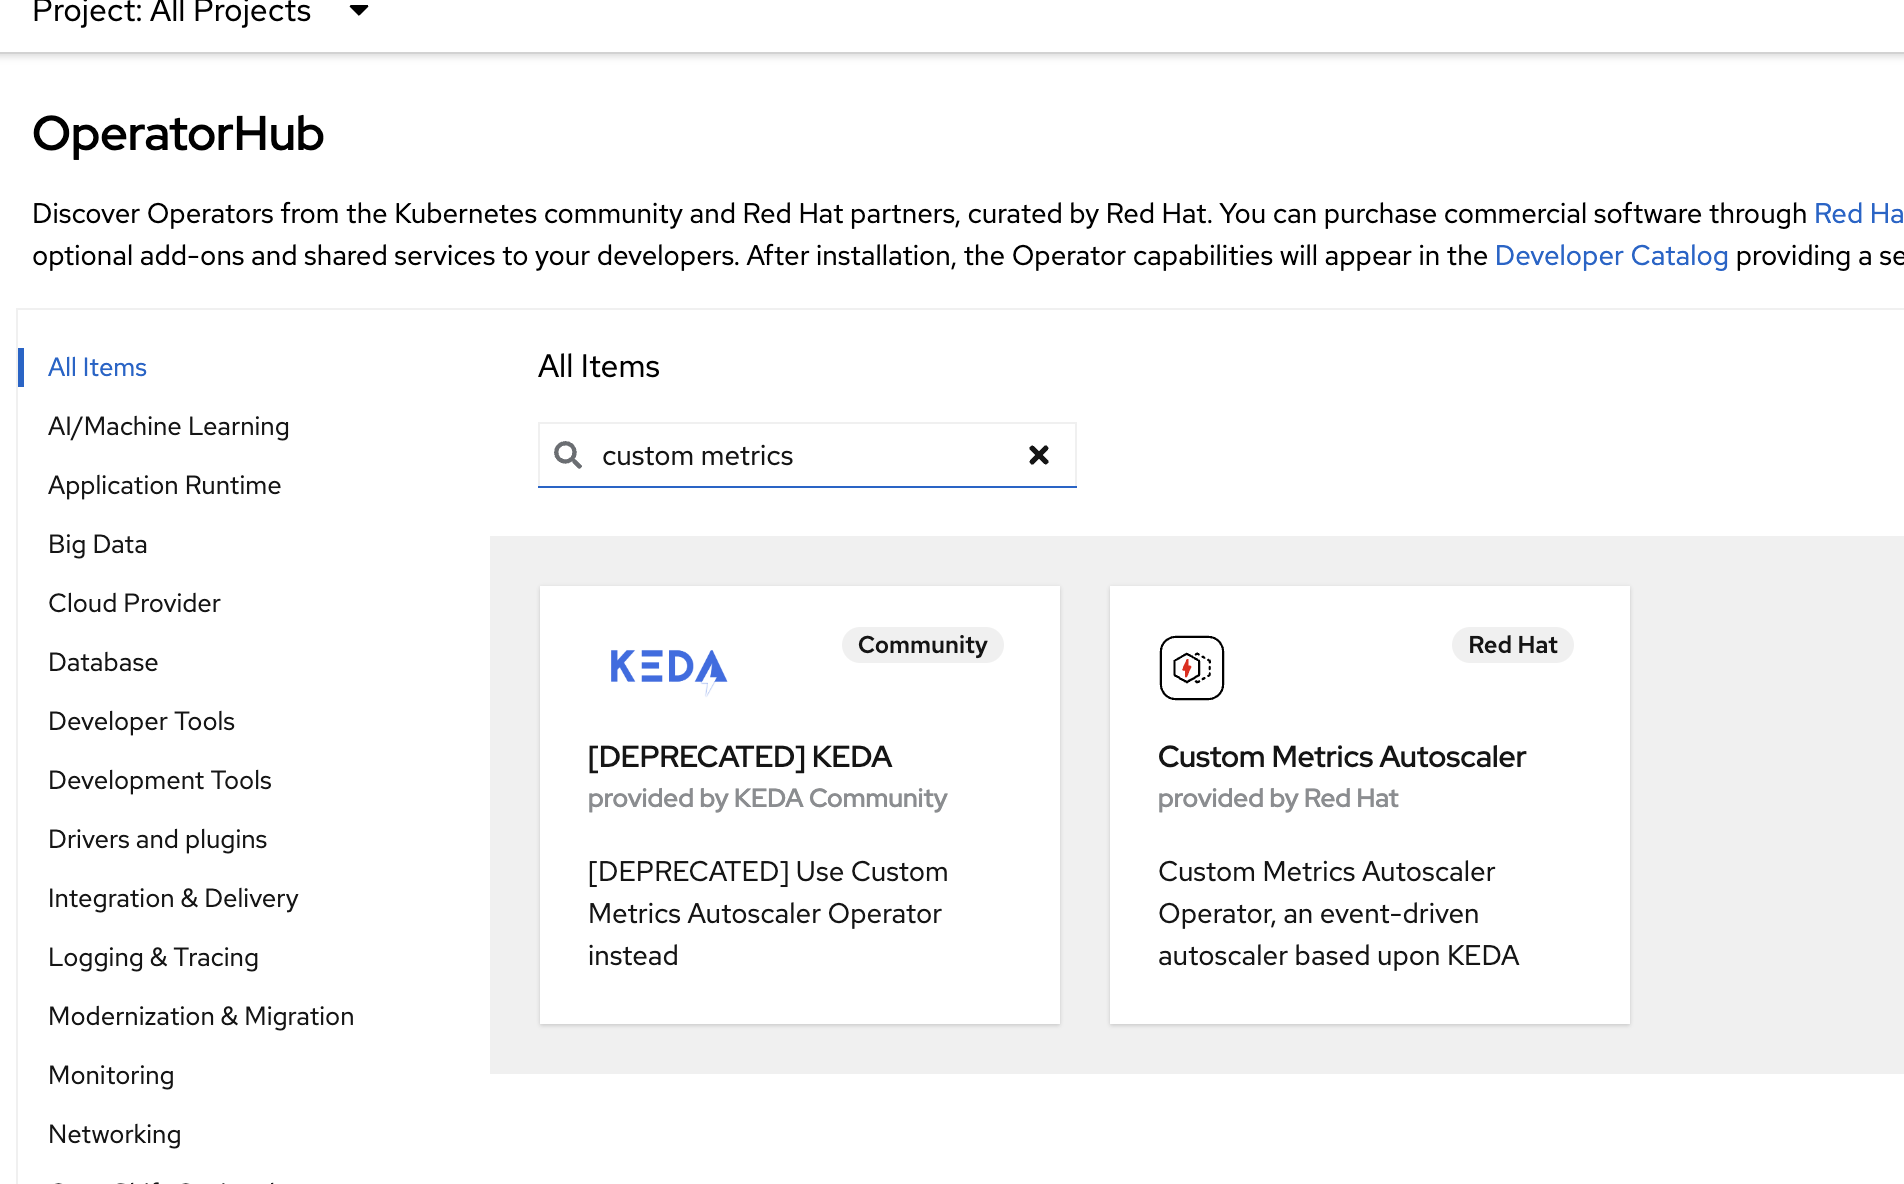 Project: All Projects
OperatorHub
Discover Operators from the Kubernetes community and Red Hat partners, curated by Red Hat. You can purchase commercial software through Red Ha
optional add-ons and shared services to your developers. After installation, the Operator capabilities will appear in the Developer Catalog providing a se
All Items
AI/Machine Learning
Application Runtime
Big Data
Cloud Provider
Database
Developer Tools
Development Tools
Drivers and plugins
Integration & Delivery
Logging & Tracing
Modernization & Migration
Monitoring
Networking
All Items
custom metrics
KEDA
Community
[DEPRECATED] KEDA
provided by KEDA Community
[DEPRECATED] Use Custom
Metrics Autoscaler Operator
instead
Red Hat
Custom Metrics Autoscaler
provided by Red Hat
Custom Metrics Autoscaler
Operator, an event-driven
autoscaler based upon KEDA